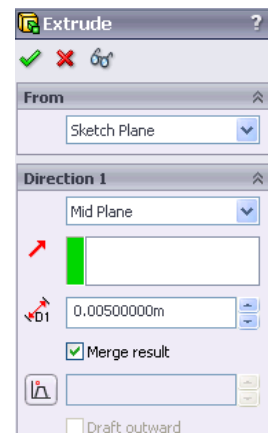 Extrude ?
From
Sketch Plane
Direction 1
Mid Plane
D1 0.00500000m
Merge result
Draft outward